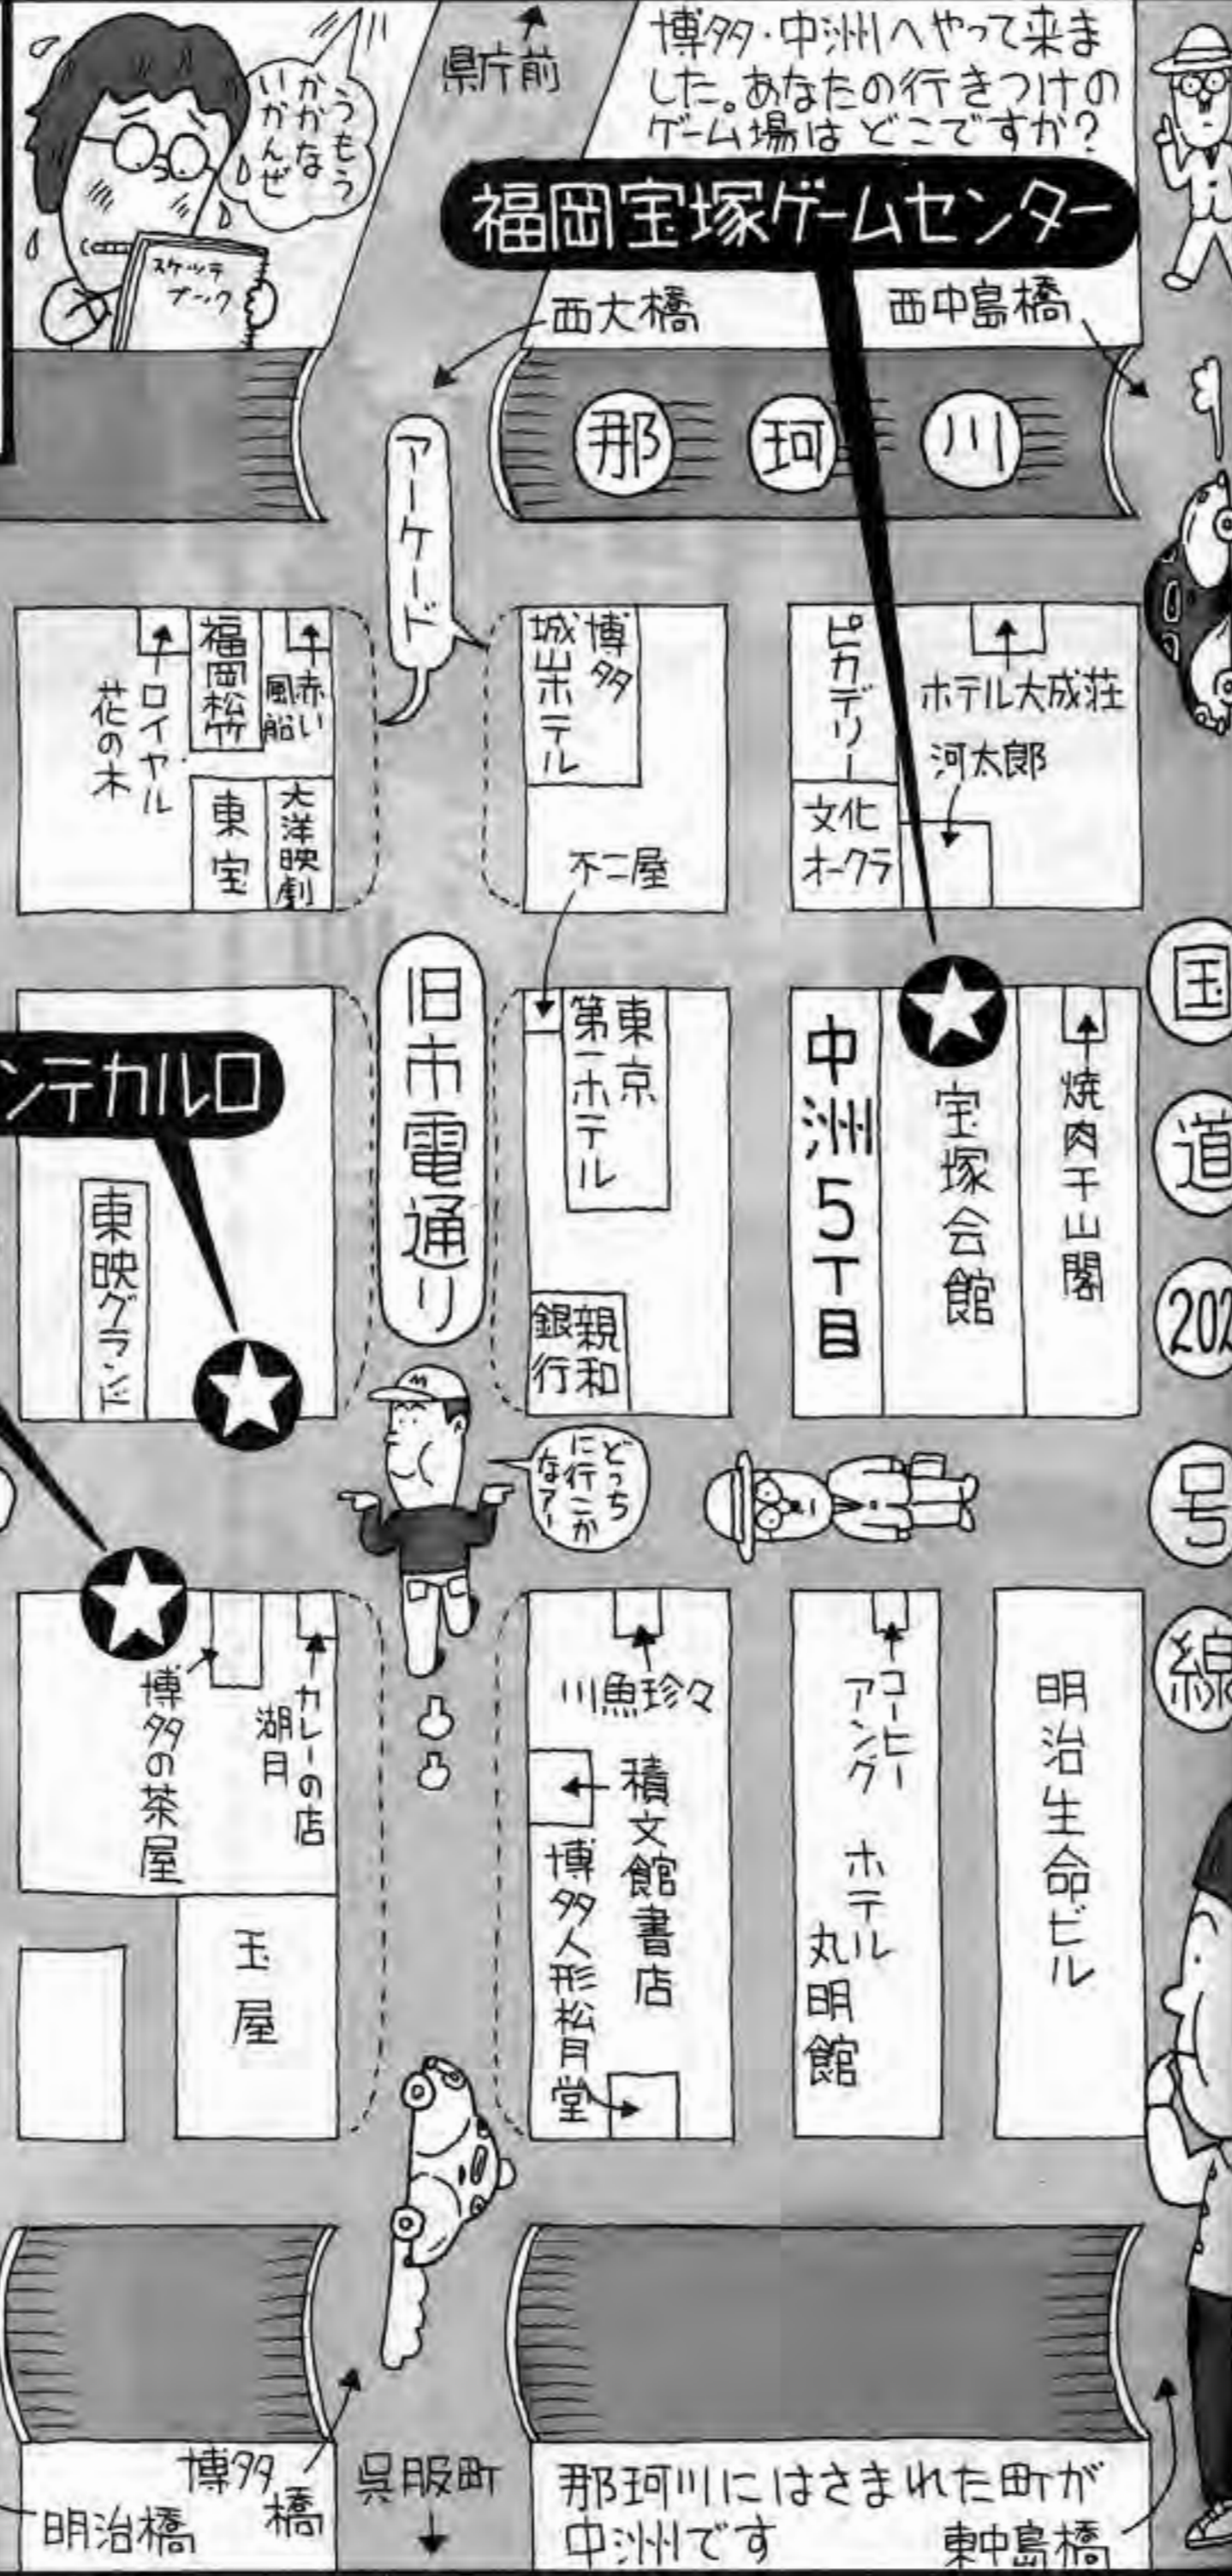 うもう
かかな
いかんぜ
スケッチ
ブック
県庁前
博多・中洲へやって来ま
した。あなたの行きつけの
ゲーム場はどこですか?
福岡宝塚ゲームセンター
西大橋
西中島橋
那珂川
アーケード
ロイヤル
花の木
福岡松竹
赤い
風船
東宝
大洋映劇
博多
城山ホテル
不二屋
ピカデリー
文化
オークラ
ホテル大成荘
河太郎
国道202号線
ンテカルロ
東映グランド
旧市電通り
東京
第一ホテル
親和
銀行
中洲5丁目
宝塚会館
焼肉千山閣
どっち
に行こか
なァー
博多の茶屋
カレーの店
湖月
玉屋
川魚珍々
積文館書店
博多人形松月堂
コーヒー
アング
ホテル
丸明館
明治生命ビル
博多
橋
明治橋
呉服町
那珂川にはさまれた町が
中洲です
東中島橋